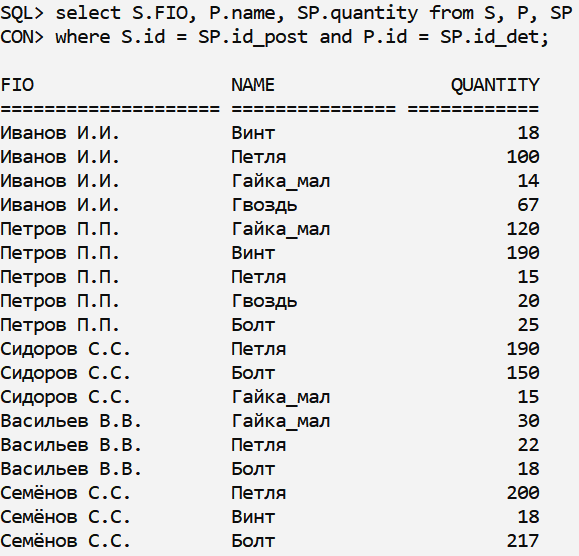 SQL> select S.FIO, P.name, SP.quantity from S, P, SP
CON> where S.id = SP.id_post and P.id = SP.id_det;
FIO NAME QUANTITY
==================== =============== ============
Иванов И.И. Винт 18
Иванов И.И. Петля 100
Иванов И.И. Гайка_мал 14
Иванов И.И. Гвоздь 67
Петров П.П. Гайка_мал 120
Петров П.П. Винт 190
Петров П.П. Петля 15
Петров П.П. Гвоздь 20
Петров П.П. Болт 25
Сидоров С.С. Петля 190
Сидоров С.С. Болт 150
Сидоров С.С. Гайка_мал 15
Васильев В.В. Гайка_мал 30
Васильев В.В. Петля 22
Васильев В.В. Болт 18
Семёнов С.С. Петля 200
Семёнов С.С. Винт 18
Семёнов С.С. Болт 217